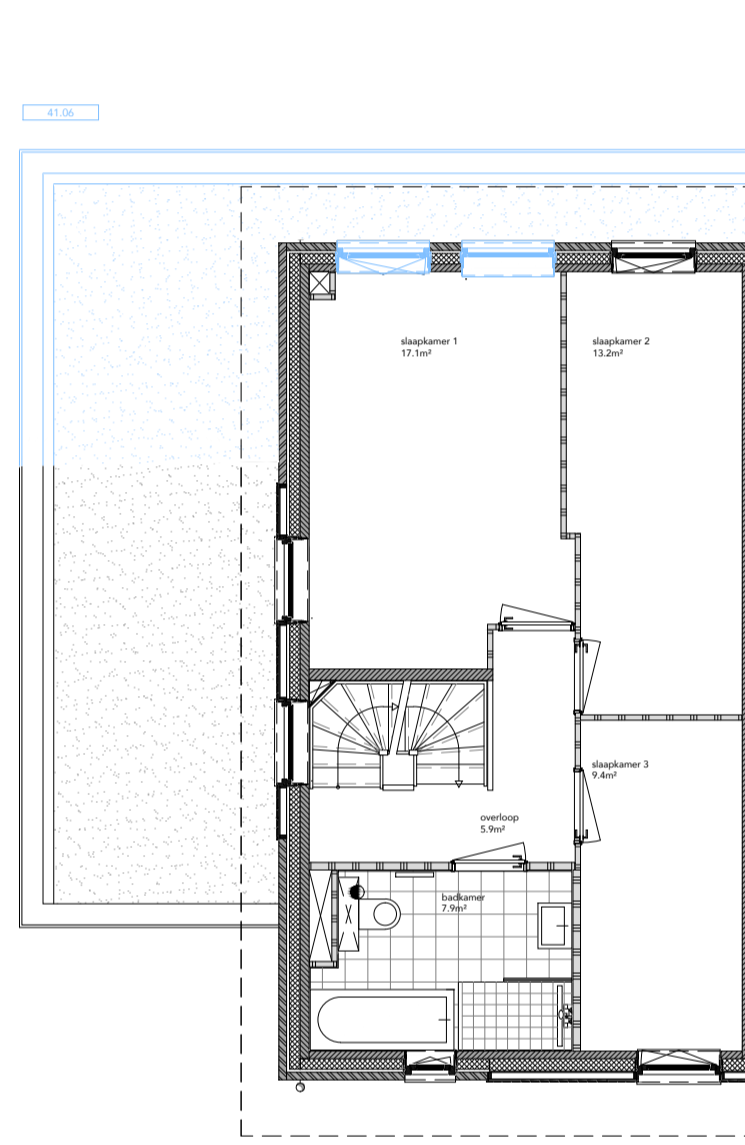 41.06
slaapkamer 1
17.1m²
slaapkamer 2
13.2m²
slaapkamer 3
9.4m²
overloop
5.9m²
badkamer
7.9m²